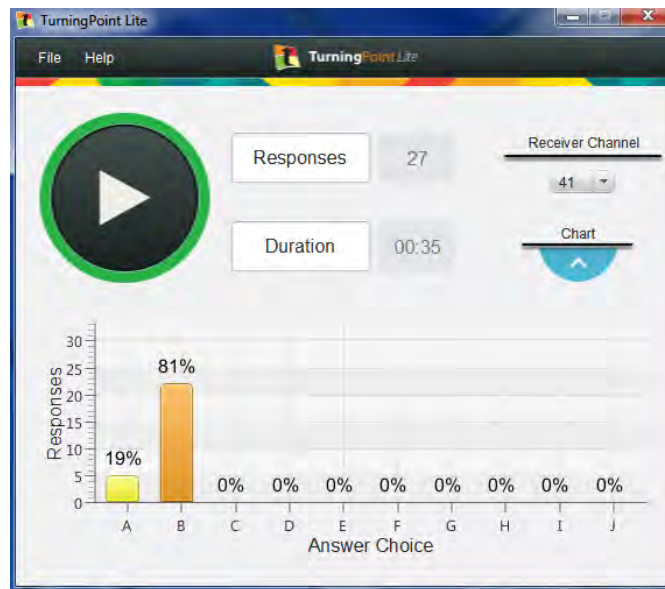 TurningPoint Lite
File Help
TurningPoint Lite
Responses 27
Receiver Channel
41
Duration 00:35
Chart
Responses
30
25
20
15
10
5
0
19%
81%
0% 0% 0% 0% 0% 0% 0% 0%
A B C D E F G H I J
Answer Choice